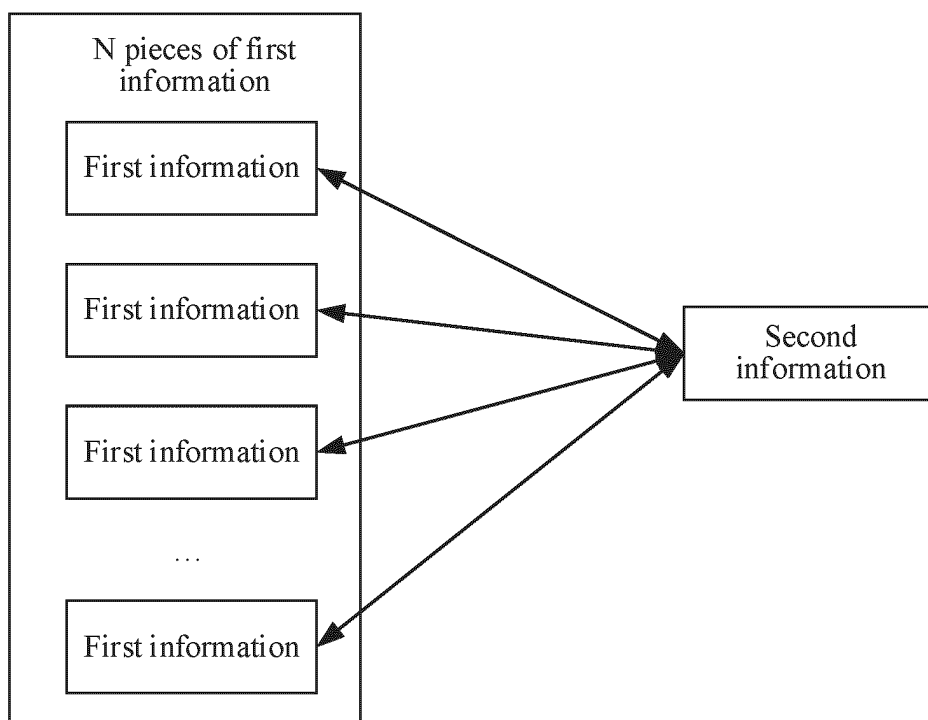 N pieces of first
information
First information
First information
First information
...
First information
Second
information